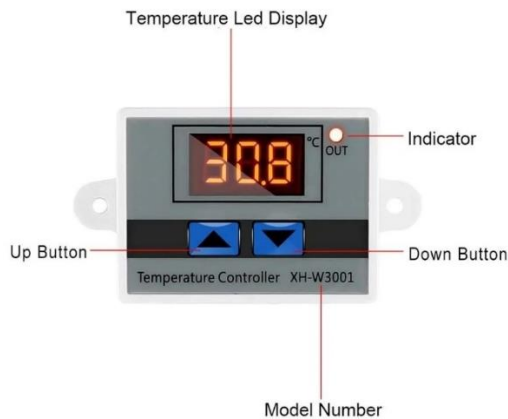 Temperature Led Display
30.8
°C
OUT
Indicator
Up Button
Down Button
Temperature Controller XH-W3001
Model Number